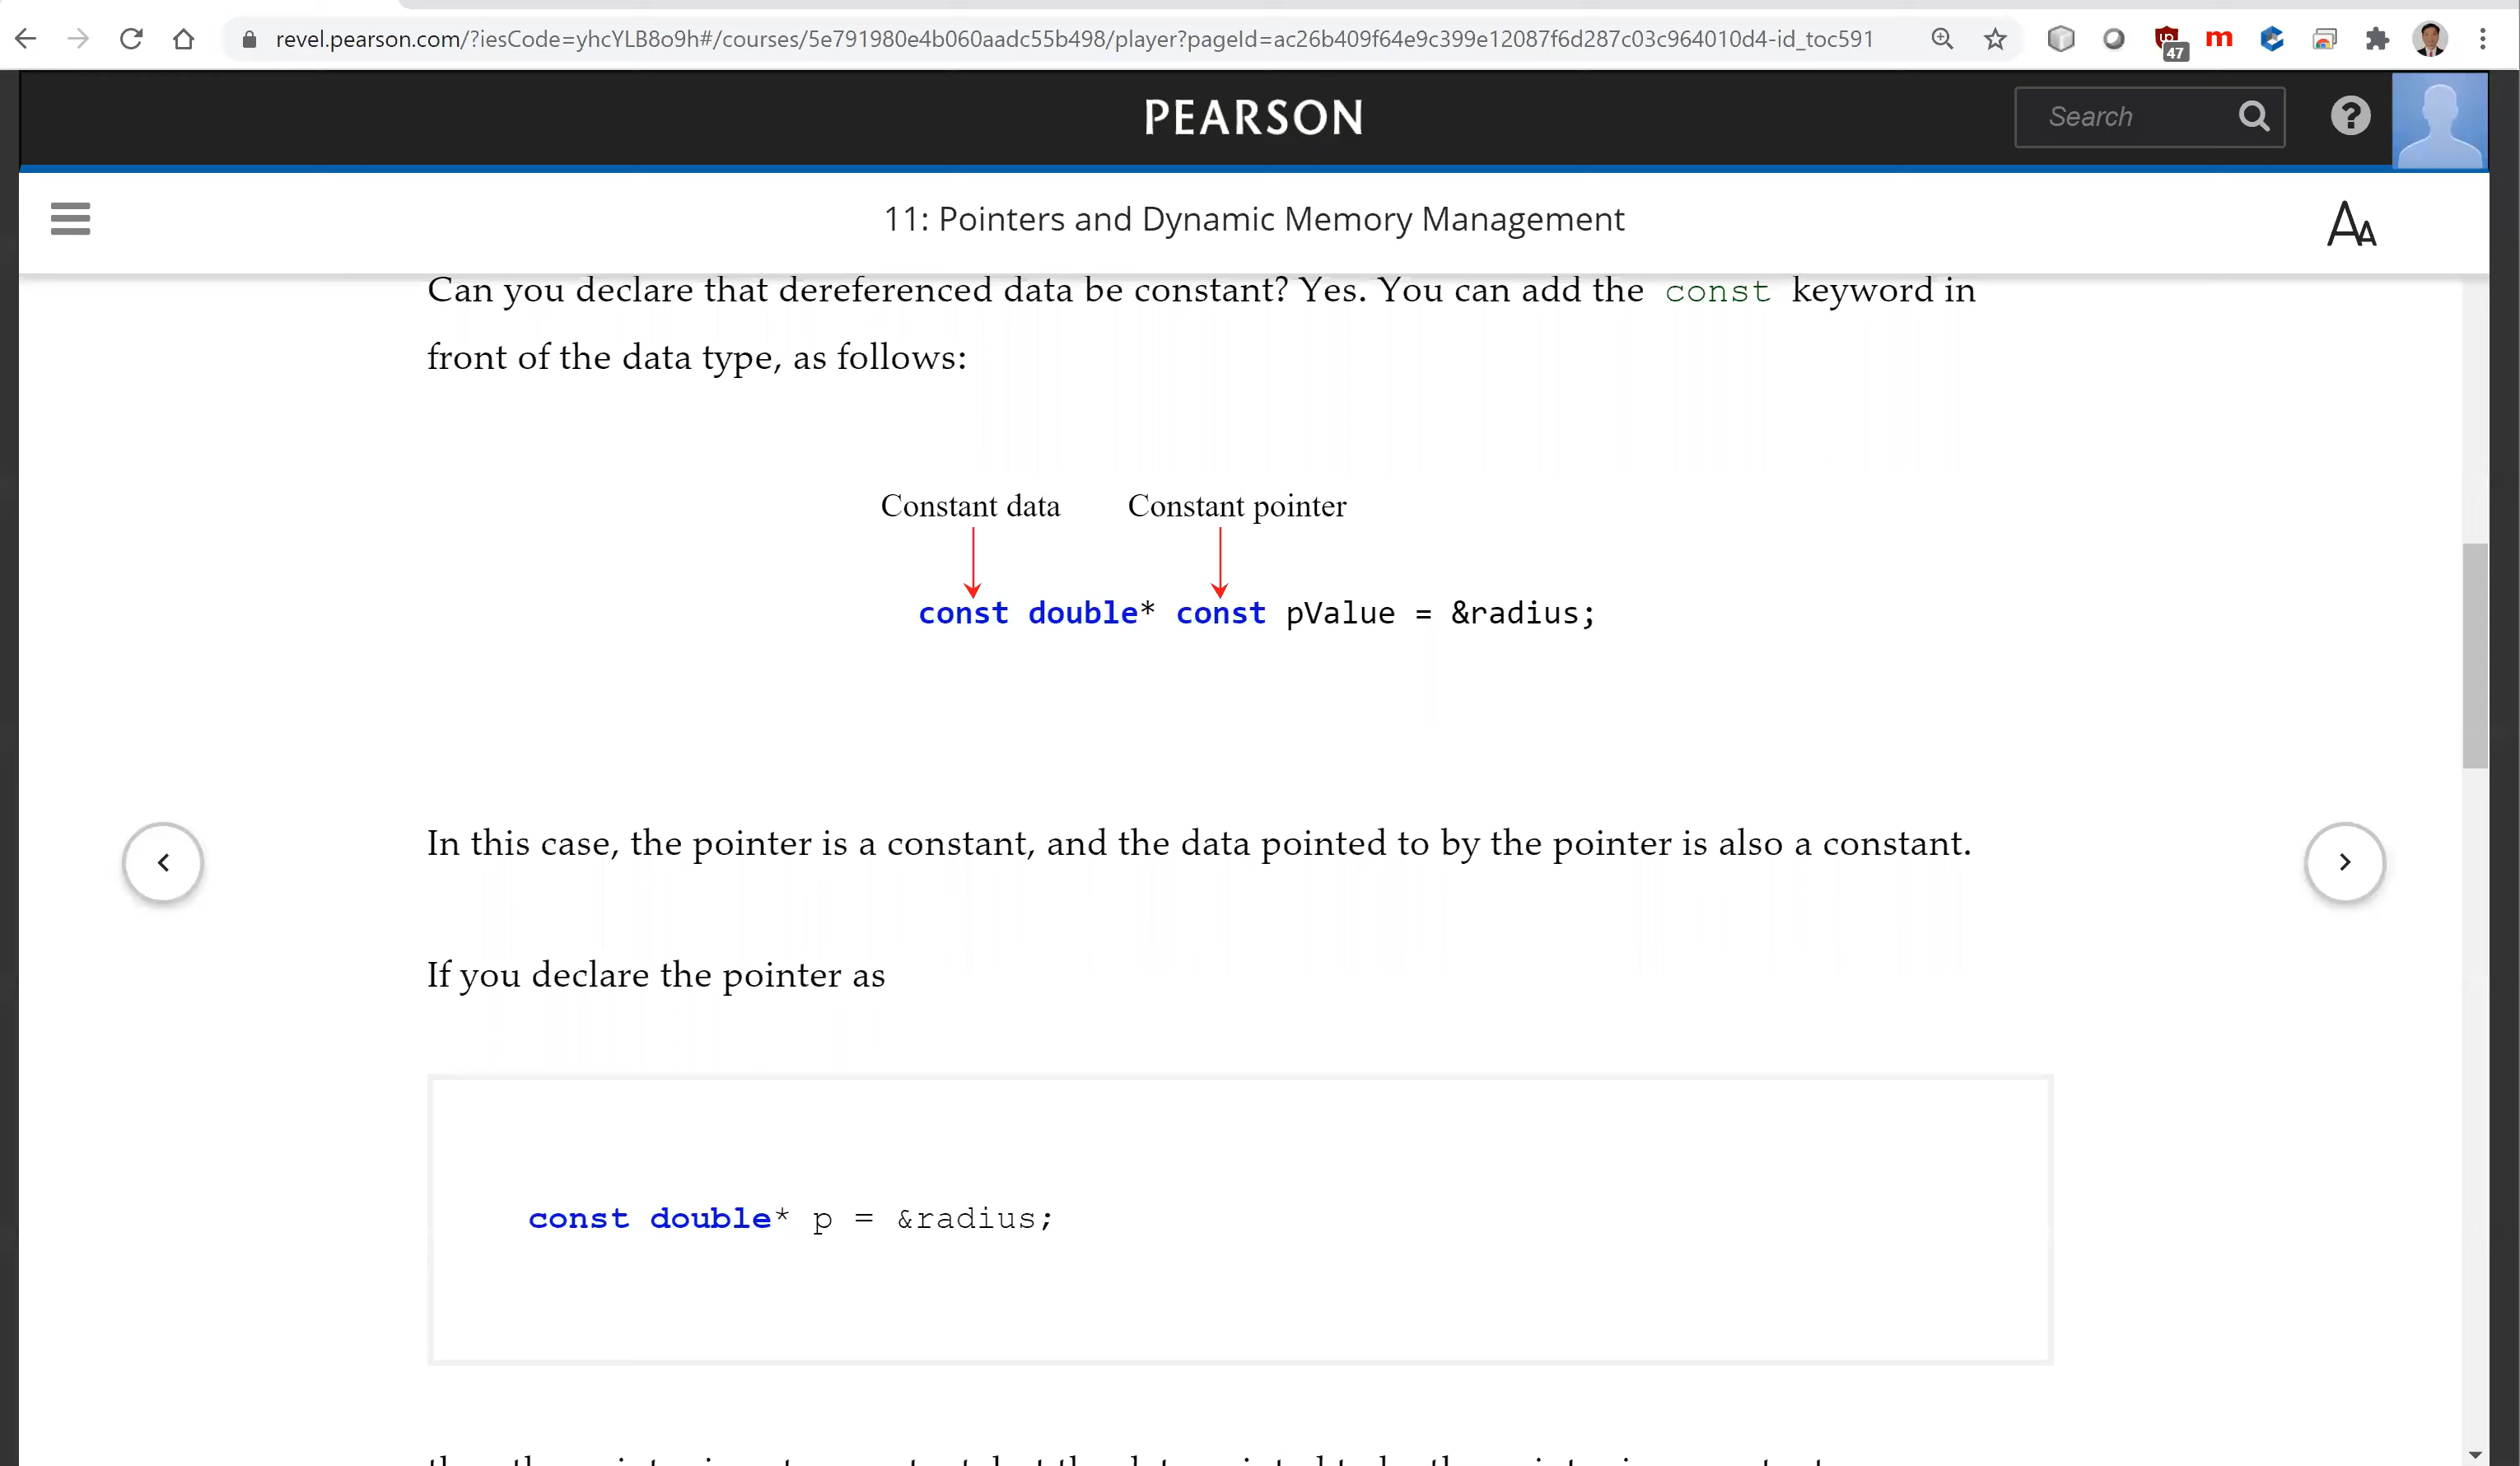 revel.pearson.com/?iesCode=yhcYLB8o9h#/courses/5e791980e4b060aadc55b498/player?pageId=ac26b409f64e9c399e12087f6d287c03c964010d4-id_toc591
47
m
PEARSON
Search
?
11: Pointers and Dynamic Memory Management
AA
Can you declare that dereferenced data be constant? Yes. You can add the const keyword in
front of the data type, as follows:
Constant data Constant pointer
const double* const pValue = &radius;
In this case, the pointer is a constant, and the data pointed to by the pointer is also a constant.
If you declare the pointer as
const double* p = &radius;